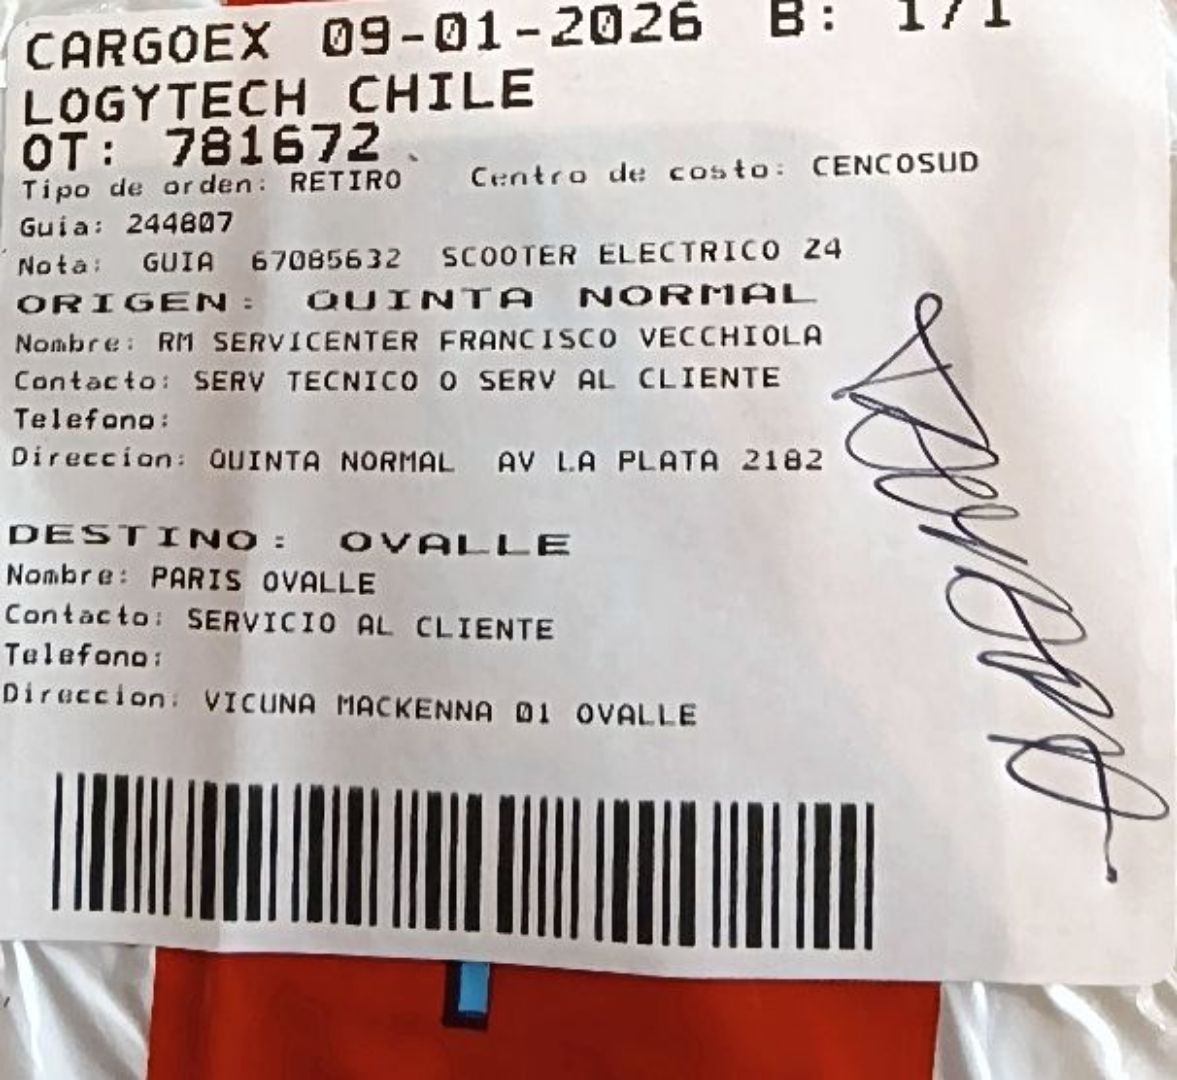 CARGOEX 09-01-2026 B: 1/1
LOGYTECH CHILE
OT: 781672
Tipo de orden: RETIRO Centro de costo: CENCOSUD
Guia: 244807
Nota: GUIA 67085632 SCOOTER ELECTRICO Z4
ORIGEN: QUINTA NORMAL
Nombre: RM SERVICENTER FRANCISCO VECCHIOLA
Contacto: SERV TECNICO O SERV AL CLIENTE
Telefono:
Direccion: QUINTA NORMAL AV LA PLATA 2182
DESTINO: OVALLE
Nombre: PARIS OVALLE
Contacto: SERVICIO AL CLIENTE
Telefono:
Direccion: VICUNA MACKENNA 01 OVALLE